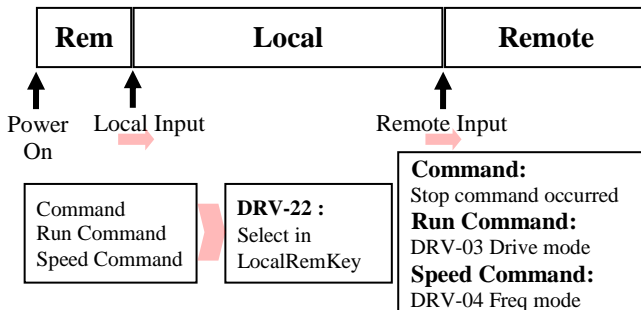 Rem Local Remote
Power On
Local Input
Remote Input
Command
Run Command
Speed Command
DRV-22 :
Select in
LocalRemKey
Command:
Stop command occurred
Run Command:
DRV-03 Drive mode
Speed Command:
DRV-04 Freq mode